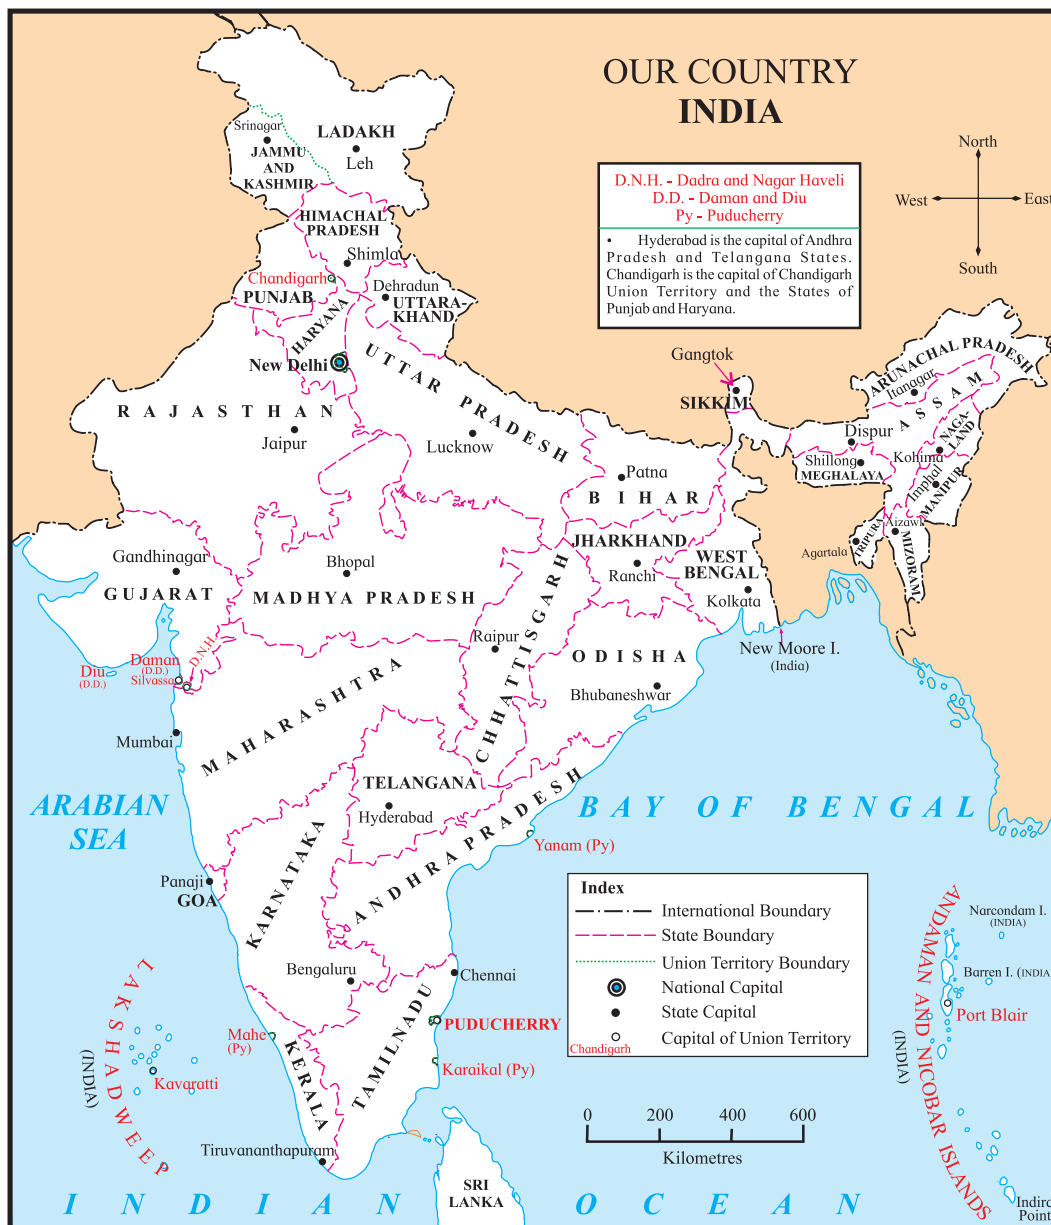 OUR COUNTRY
INDIA
North
West
East
South
D.N.H. - Dadra and Nagar Haveli
D.D. - Daman and Diu
Py - Puducherry
• Hyderabad is the capital of Andhra
Pradesh and Telangana States.
Chandigarh is the capital of Chandigarh
Union Territory and the States of
Punjab and Haryana.
Srinagar
LADAKH
Leh
JAMMU
AND
KASHMIR
HIMACHAL
PRADESH
Shimla
Chandigarh
PUNJAB
Dehradun
UTTARA-
KHAND
HARYANA
New Delhi
UTTAR PRADESH
RAJASTHAN
Jaipur
Lucknow
Gangtok
SIKKIM
ARUNACHAL PRADESH
Itanagar
ASSAM
Dispur
NAGA-
LAND
Kohima
Shillong
MEGHALAYA
Imphal
MANIPUR
Patna
BIHAR
Aizawl
TRIPURA
MIZORAM
Agartala
JHARKHAND
Ranchi
WEST
BENGAL
Kolkata
Gandhinagar
GUJARAT
Bhopal
MADHYA PRADESH
CHHATTISGARH
Raipur
ODISHA
Bhubaneshwar
New Moore I.
(India)
D.N.H.
Daman
(D.D.)
Silvassa
Diu
(D.D.)
MAHARASHTRA
Mumbai
TELANGANA
Hyderabad
ARABIAN
SEA
BAY OF BENGAL
ANDHRA PRADESH
Yanam (Py)
KARNATAKA
Panaji
GOA
Bengaluru
Chennai
TAMILNADU
PUDUCHERRY
Mahe
(Py)
Karaikal (Py)
KERALA
Tiruvananthapuram
LAKSHADWEEP
(INDIA)
Kavaratti
Index
International Boundary
State Boundary
Union Territory Boundary
National Capital
State Capital
Chandigarh
Capital of Union Territory
0 200 400 600
Kilometres
ANDAMAN AND NICOBAR ISLANDS
(INDIA)
Narcondam I.
(INDIA)
Barren I. (INDIA
Port Blair
Indira
Point
SRI
LANKA
INDIAN OCEAN